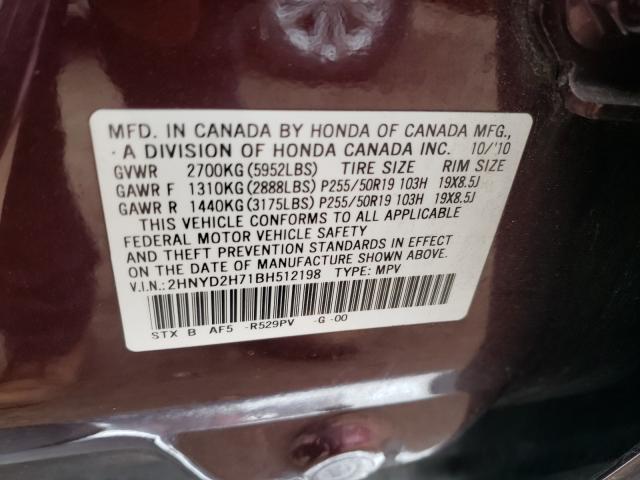 MFD. IN CANADA BY HONDA OF CANADA MFG.,
A DIVISION OF HONDA CANADA INC. 10/'10
GVWR 2700KG(5952LBS) TIRE SIZE RIM SIZE
GAWR F 1310KG(2888LBS) P255/50R19 103H 19X8.5J
GAWR R 1440KG(3175LBS) P255/50R19 103H 19X8.5J
THIS VEHICLE CONFORMS TO ALL APPLICABLE
FEDERAL MOTOR VEHICLE SAFETY
AND THEFT PREVENTION STANDARDS IN EFFECT
ON THE DATE OF MANUFACTURE SHOWN ABOVE.
V.I.N.: 2HNYD2H71BH512198 TYPE: MPV
STX B AF5 -R529PV -G -00